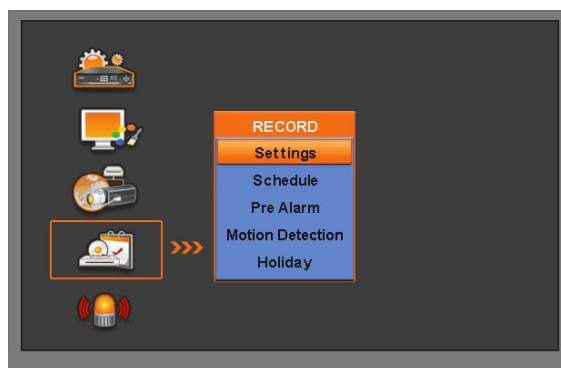 RECORD
Settings
Schedule
Pre Alarm
Motion Detection
Holiday